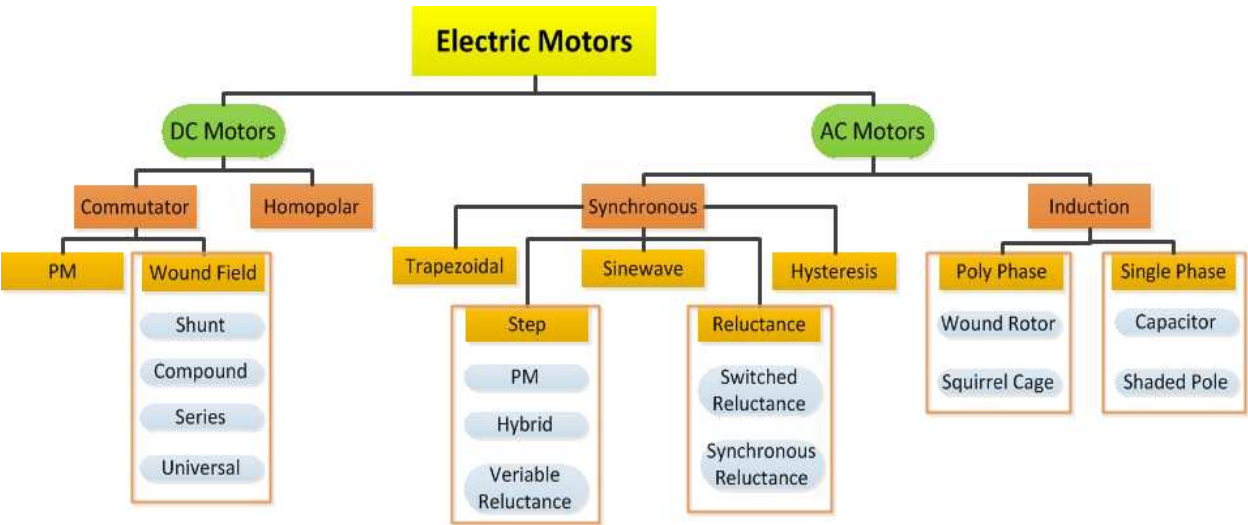 Electric Motors
DC Motors
AC Motors
Commutator
Homopolar
Synchronous
Induction
PM
Wound Field
Shunt
Compound
Series
Universal
Trapezoidal
Sinewave
Hysteresis
Step
PM
Hybrid
Veriable
Reluctance
Reluctance
Switched
Reluctance
Synchronous
Reluctance
Poly Phase
Wound Rotor
Squirrel Cage
Single Phase
Capacitor
Shaded Pole